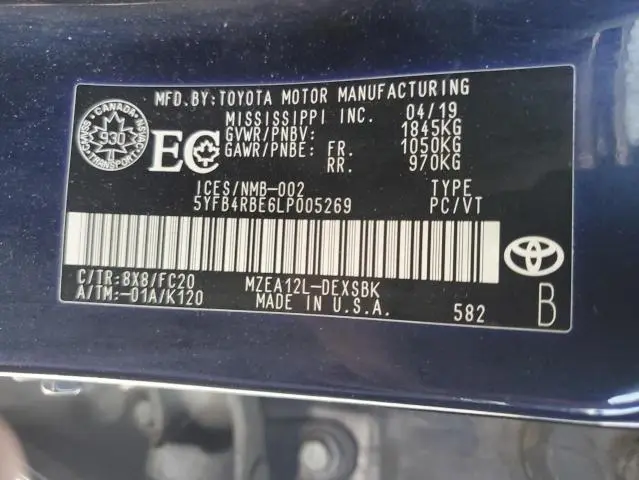 MFD.BY:TOYOTA MOTOR MANUFACTURING
MISSISSIPPI INC. 04/19
GVWR/PNBV: 1845KG
GAWR/PNBE: FR. 1050KG
RR. 970KG
CANADA
930
TRANSPORT
EC
ICES/NMB-002 TYPE
5YFB4RBE6LP005269 PC/VT
C/TR:8X8/FC20 MZEA12L-DEXSBK
A/TM:-01A/K120 MADE IN U.S.A. 582 B